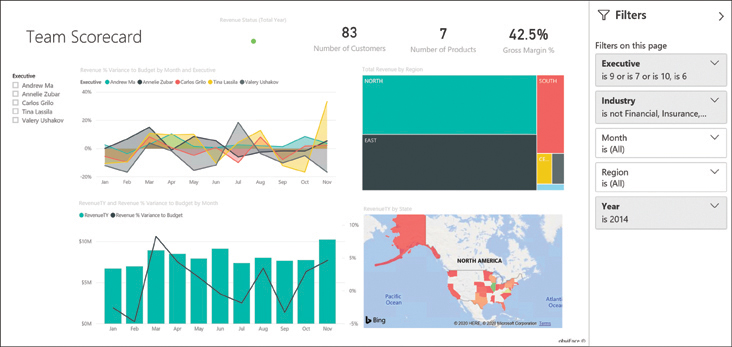 Team Scorecard
Revenue Status (Total Year)
83
Number of Customers
7
Number of Products
42.5%
Gross Margin %
Executive
Andrew Ma
Annelie Zubar
Carlos Grilo
Tina Lassila
Valery Ushakov
Revenue % Variance to Budget by Month and Executive
Executive Andrew Ma Annelie Zubar Carlos Grilo Tina Lassila Valery Ushakov
40%
20%
0%
-20%
Jan Feb Mar Apr May Jun Jul Aug Sep Oct Nov
Total Revenue by Region
NORTH
SOUTH
EAST
CE...
RevenueTY and Revenue % Variance to Budget by Month
RevenueTY Revenue % Variance to Budget
$10M
$5M
$0M
10%
5%
0%
-5%
Jan Feb Mar Apr May Jun Jul Aug Sep Oct Nov
RevenueTY by State
NORTH AMERICA
Pacific
Ocean
Atlanti
Ocean
Bing
© 2020 HERE, © 2020 Microsoft Corporation Terms
obviEnce ©
Filters
Filters on this page
Executive
is 9 or is 7 or is 10, is 6
Industry
is not Financial, Insurance,...
Month
is (All)
Region
is (All)
Year
is 2014